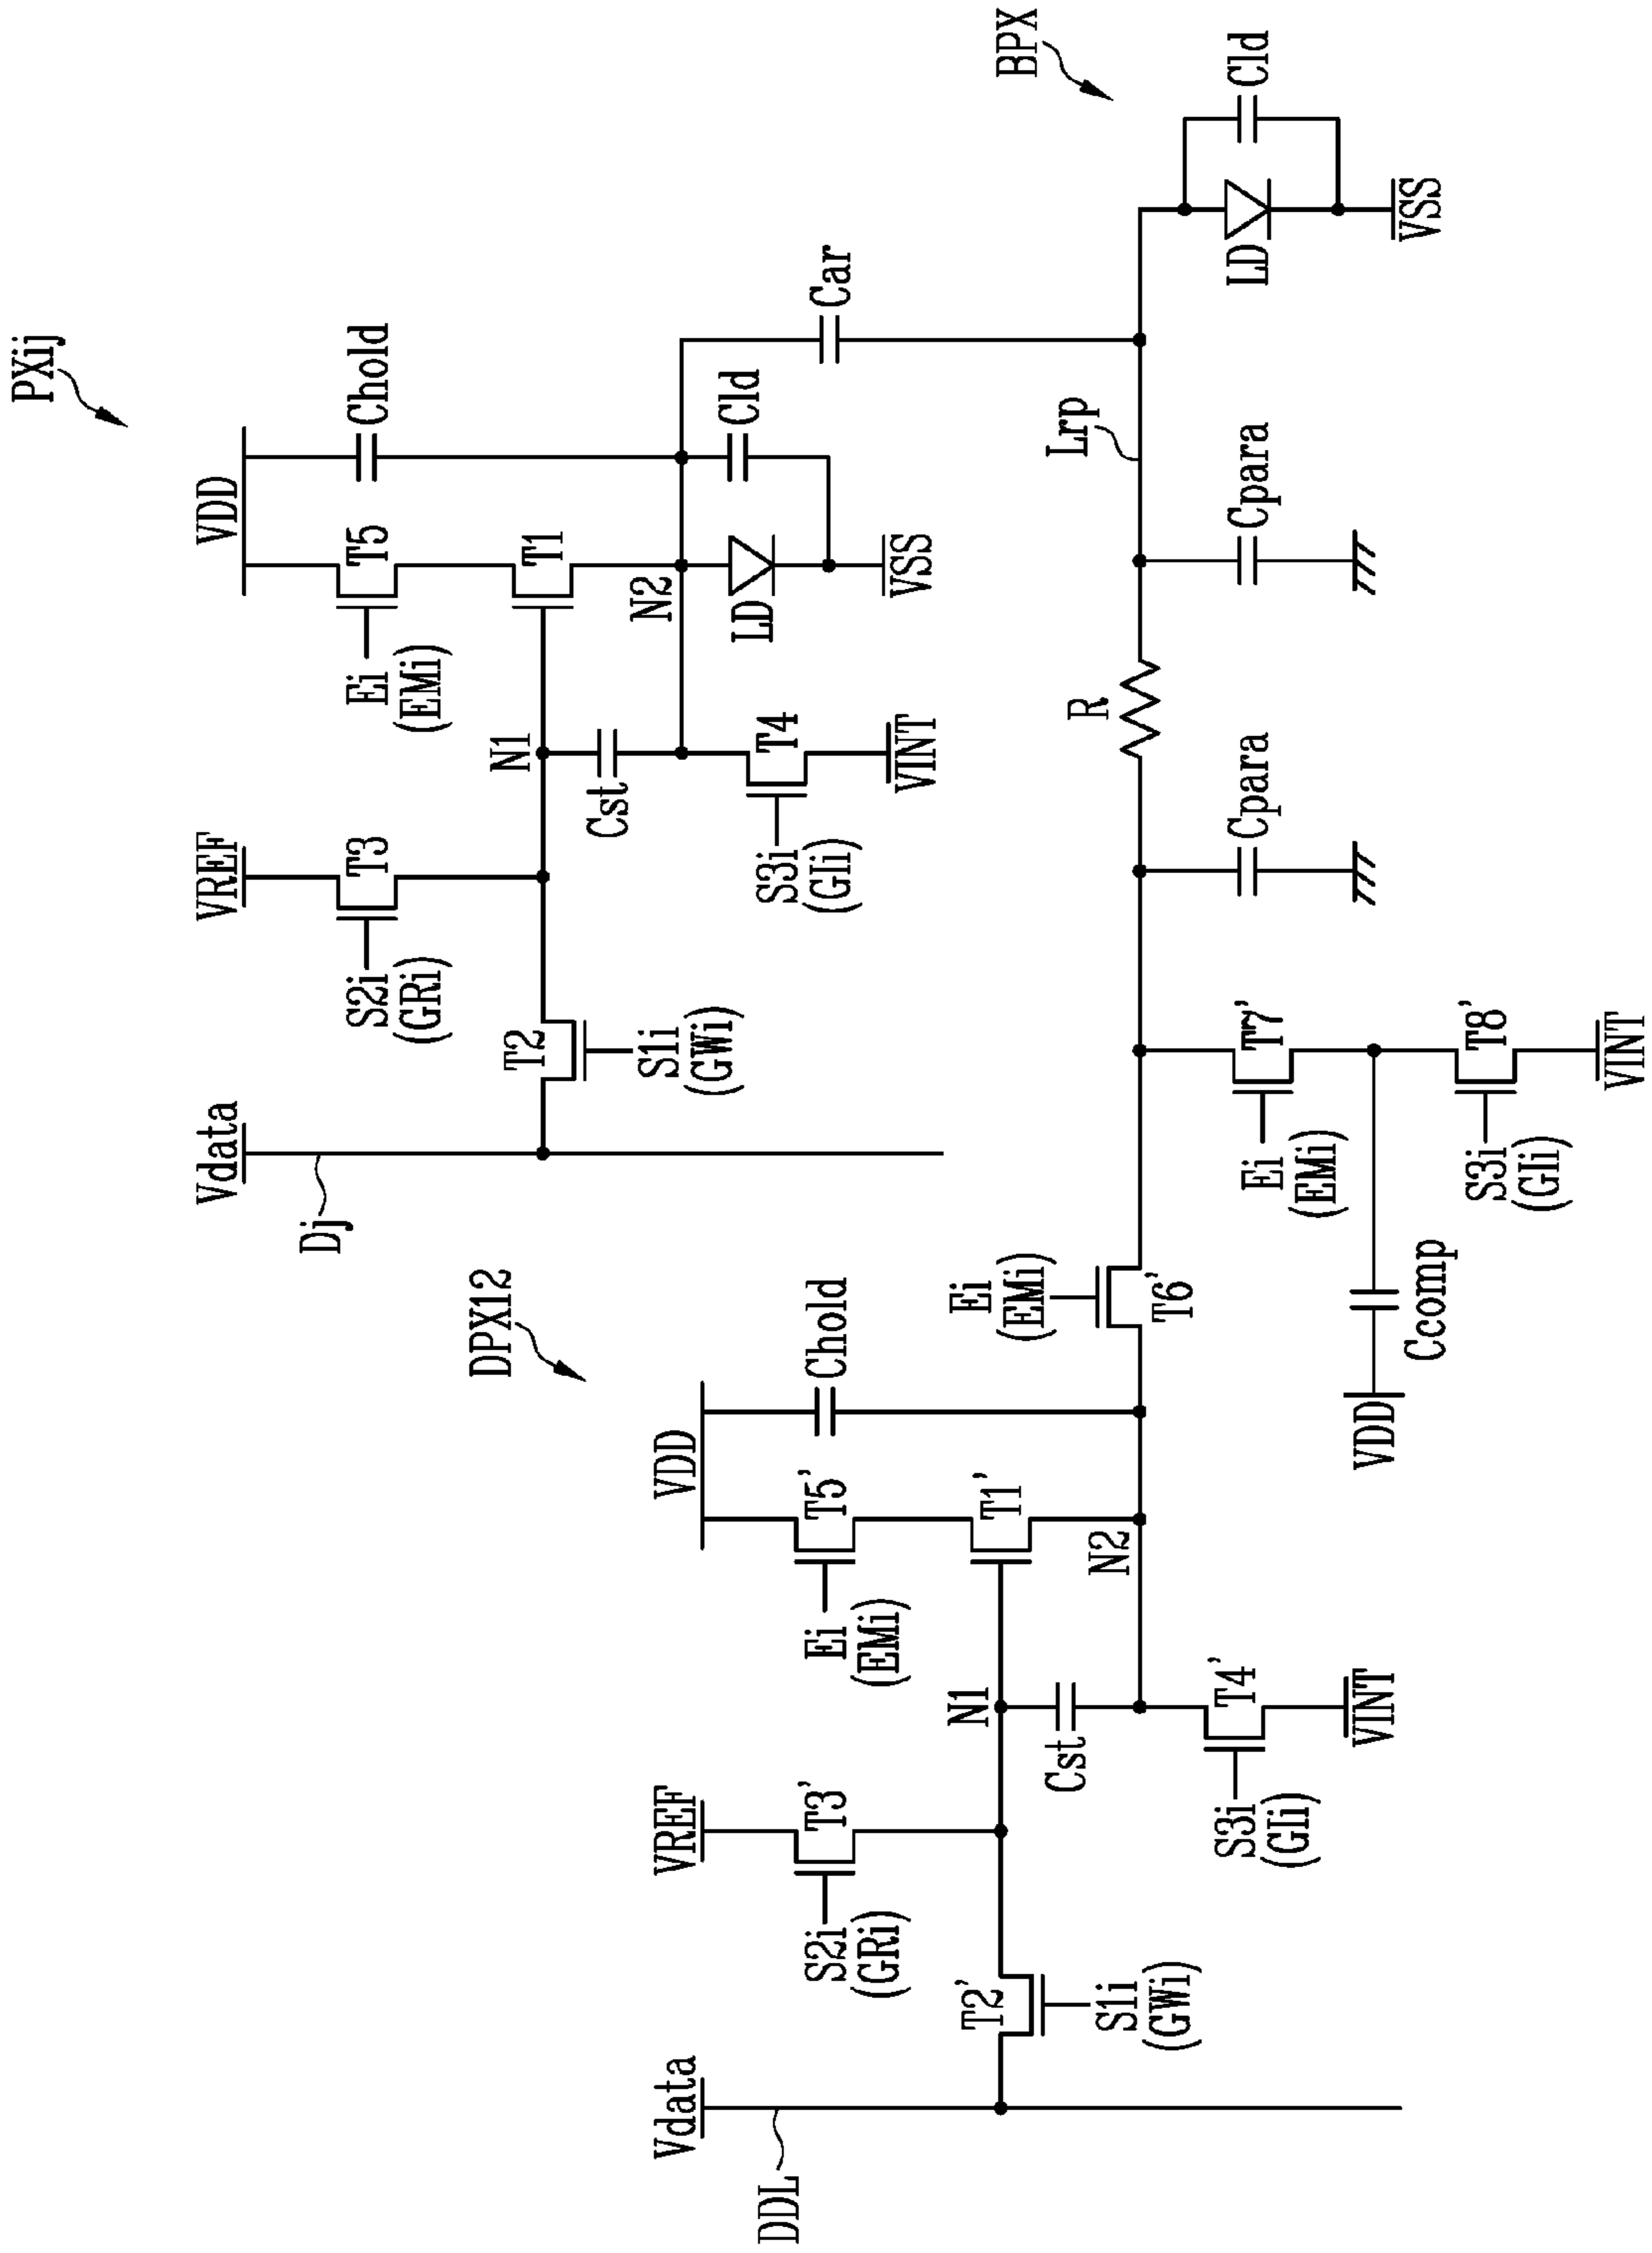 PXij
BPX
VDD
Chold
VREF
T5
T3
Ei
(EMi)
S2i
(GRi)
Vdata
Dj
T2
S1i
(GWi)
N1
T1
Cst
N2
Cld
LD
VSS
T4
S3i
(GIi)
VINT
Car
Cld
LD
VSS
Lrp
R
Cpara
Cpara
DPX12
VDD
Chold
VREF
T5'
T3'
Ei
(EMi)
S2i
(GRi)
Vdata
DDL
T2'
S1i
(GWi)
N1
T1'
Cst
N2
T4'
S3i
(GIi)
VINT
Ei
(EMi)
T6'
T7'
Ei
(EMi)
T8'
S3i
(GIi)
VINT
Ccomp
VDD